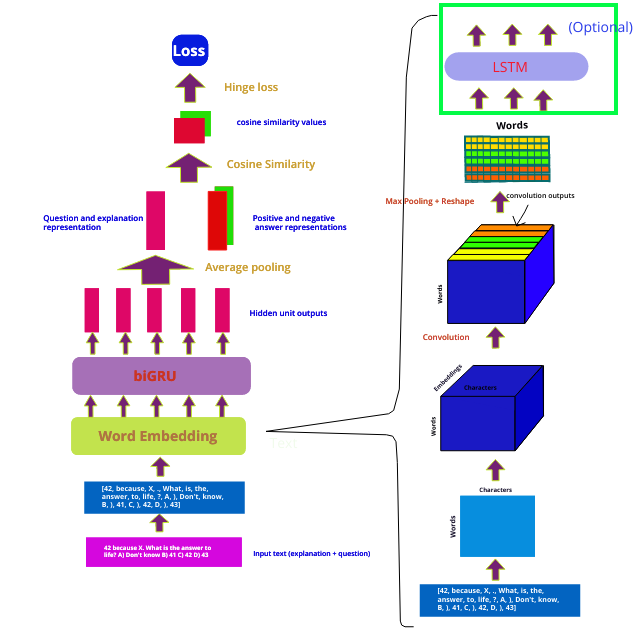 Loss
Hinge loss
cosine similarity values
Cosine Similarity
Question and explanation
representation
Positive and negative
answer representations
Average pooling
Hidden unit outputs
biGRU
Word Embedding
Text
[42, because, X, ., What, is, the,
answer, to, life, ?, A, ), Don't, know,
B, ), 41, C, ), 42, D, ), 43]
42 because X. What is the answer to
life? A) Don't know B) 41 C) 42 D) 43
Input text (explanation + question)
(Optional)
LSTM
Words
Max Pooling + Reshape
convolution outputs
Words
Convolution
Embeddings
Characters
Words
Characters
Words
[42, because, X, ., What, is, the,
answer, to, life, ?, A, ), Don't, know,
B, ), 41, C, ), 42, D, ), 43]